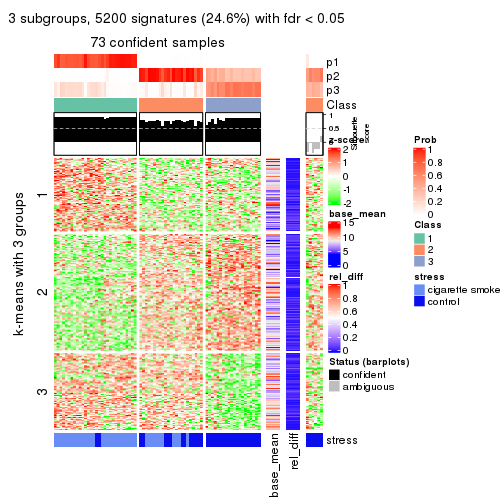 3 subgroups, 5200 signatures (24.6%) with fdr < 0.05
73 confident samples
p1
p2
p3
Class
1
0.5
0
Silhouette
score
k-means with 3 groups
1
2
3
stress
base_mean
rel_diff
z-score
2
1
0
-1
-2
base_mean
15
10
5
0
rel_diff
1
0.8
0.6
0.4
0.2
0
Status (barplots)
confident
ambiguous
Prob
1
0.8
0.6
0.4
0.2
0
Class
1
2
3
stress
cigarette smoke
control